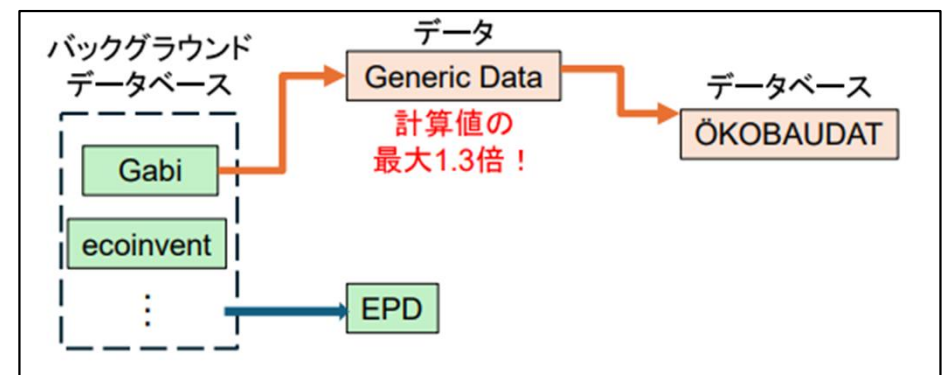 バックグラウンド
データベース
Gabi
ecoinvent
⋮
データ
Generic Data
計算値の
最大1.3倍！
EPD
データベース
ÖKOBAUDAT